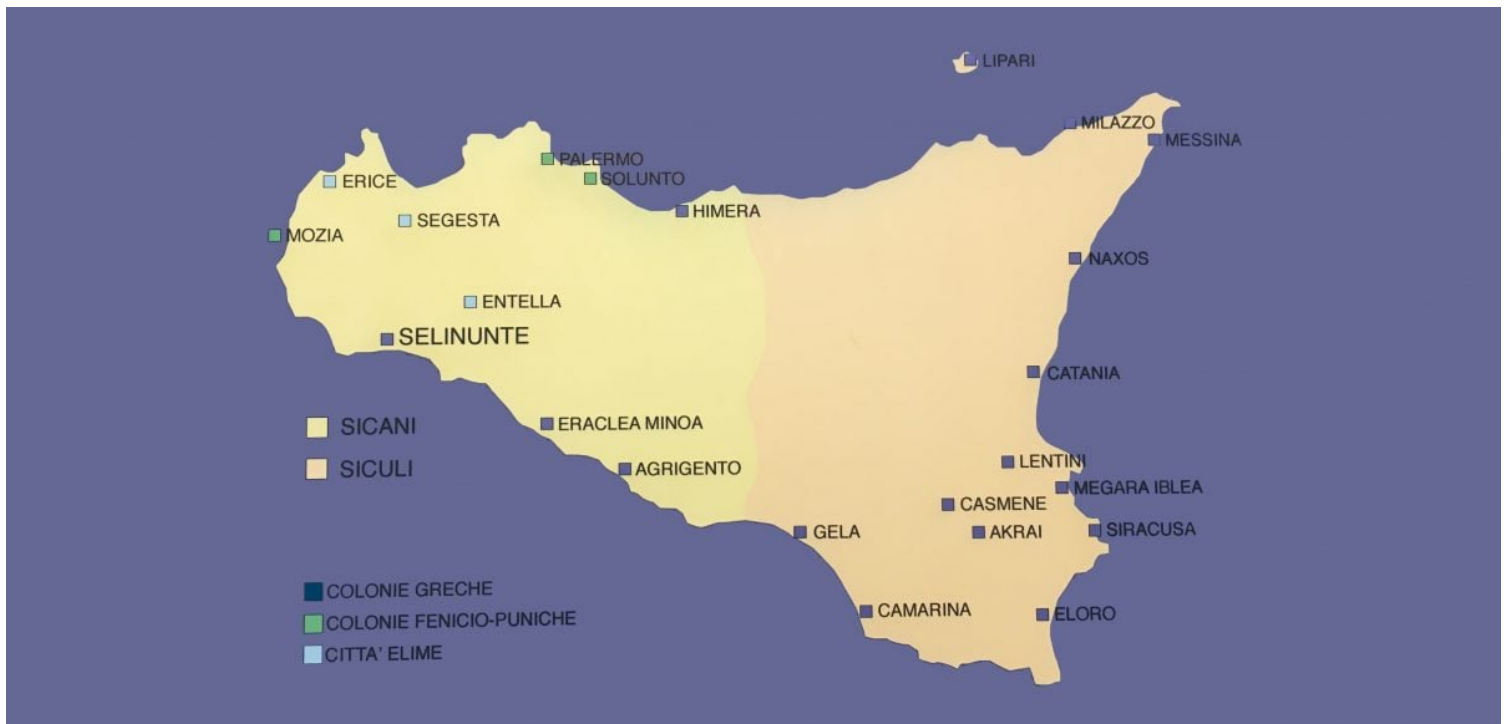 LIPARI
MILAZZO
MESSINA
PALERMO
SOLUNTO
ERICE
SEGESTA
HIMERA
MOZIA
NAXOS
ENTELLA
SELINUNTE
CATANIA
ERACLEA MINOA
SICANI
AGRIGENTO
SICULI
LENTINI
MEGARA IBLEA
CASMENE
GELA
AKRAI
SIRACUSA
COLONIE GRECHE
CAMARINA
ELORO
COLONIE FENICIO-PUNICHE
CITTA' ELIME